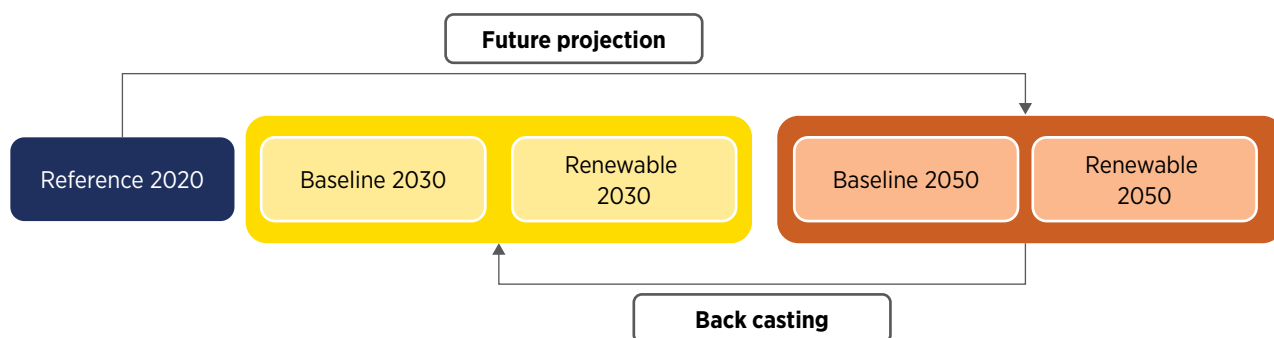 Future projection
Reference 2020
Baseline 2030
Renewable
2030
Baseline 2050
Renewable
2050
Back casting